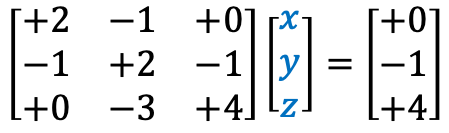 [+2 −1 +0] [x] [+0]
[−1 +2 −1] [y] = [−1]
[+0 −3 +4] [z] [+4]